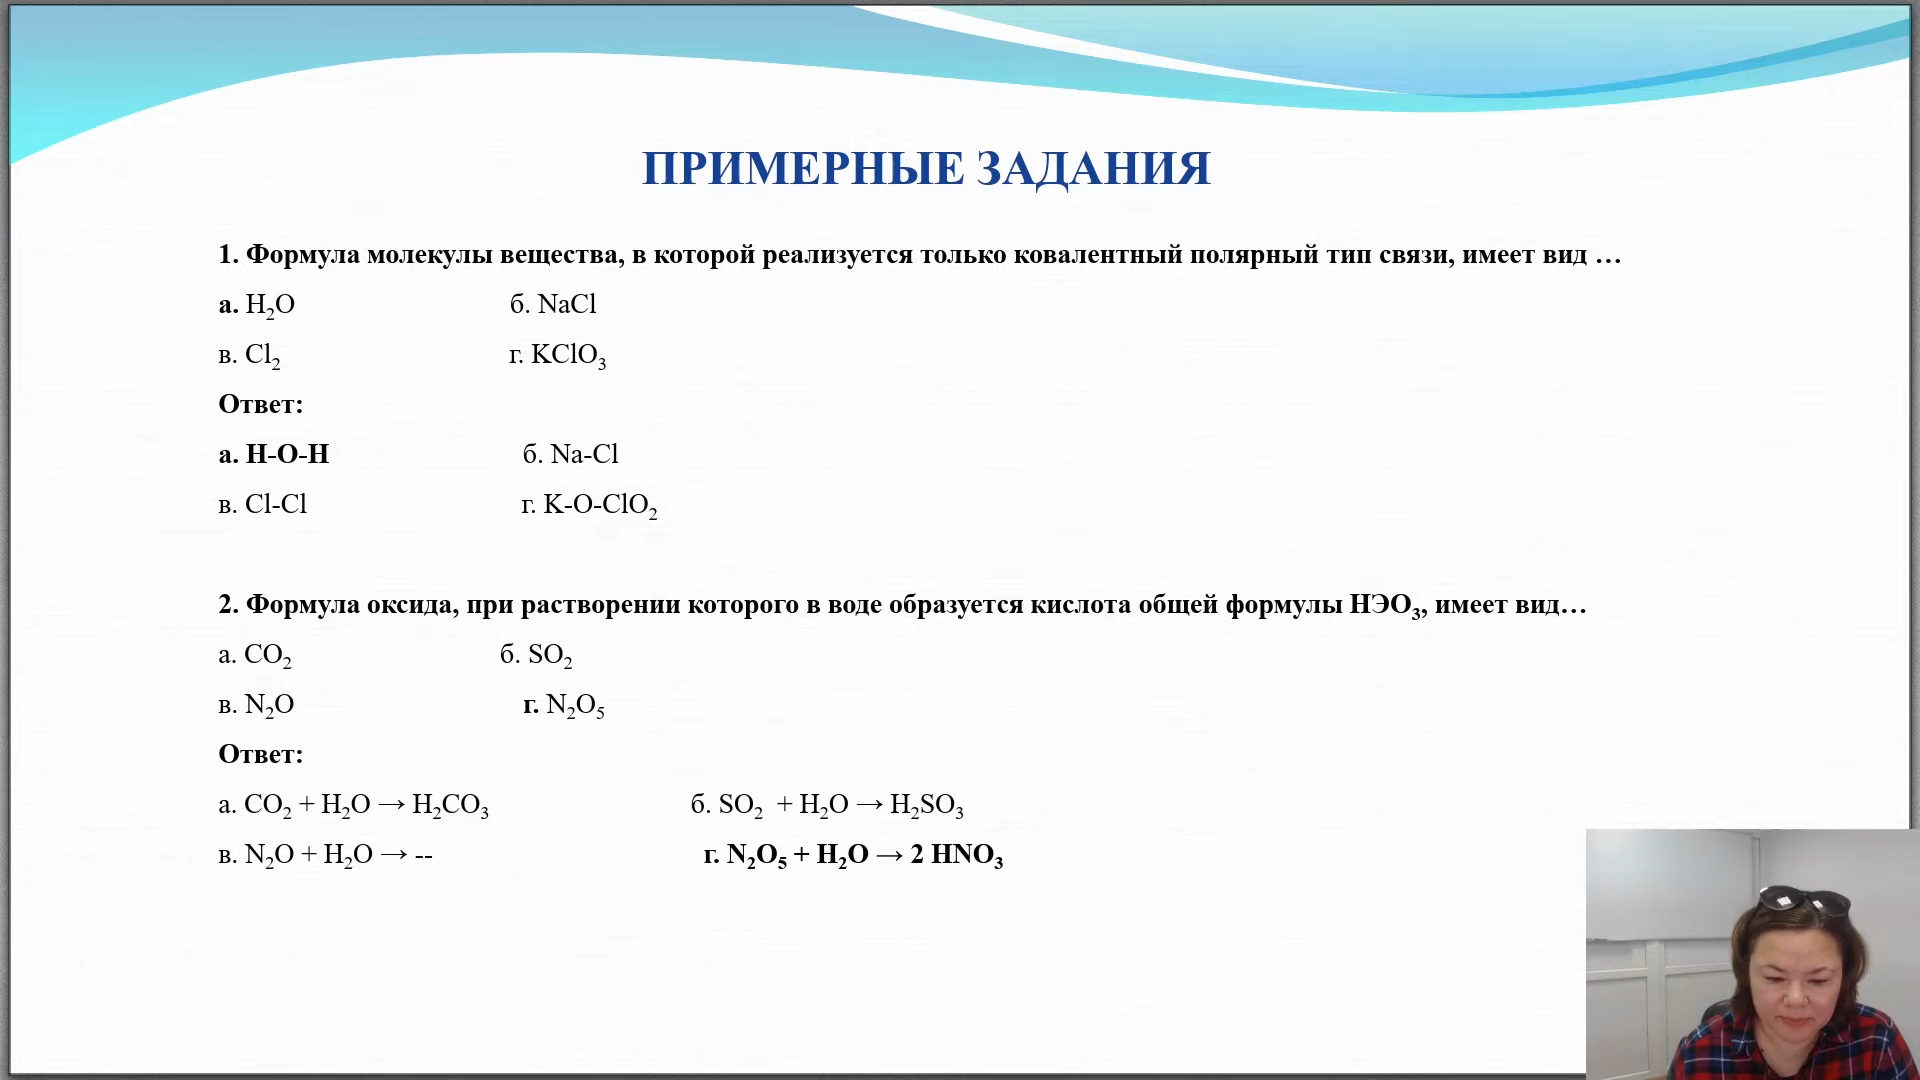 ПРИМЕРНЫЕ ЗАДАНИЯ
1. Формула молекулы вещества, в которой реализуется только ковалентный полярный тип связи, имеет вид …
а. H₂O б. NaCl
в. Cl₂ г. KClO₃
Ответ:
а. H-O-H б. Na-Cl
в. Cl-Cl г. K-O-ClO₂
2. Формула оксида, при растворении которого в воде образуется кислота общей формулы НЭО₃, имеет вид…
а. CO₂ б. SO₂
в. N₂O г. N₂O₅
Ответ:
а. CO₂ + H₂O → H₂CO₃ б. SO₂ + H₂O → H₂SO₃
в. N₂O + H₂O → -- г. N₂O₅ + H₂O → 2 HNO₃